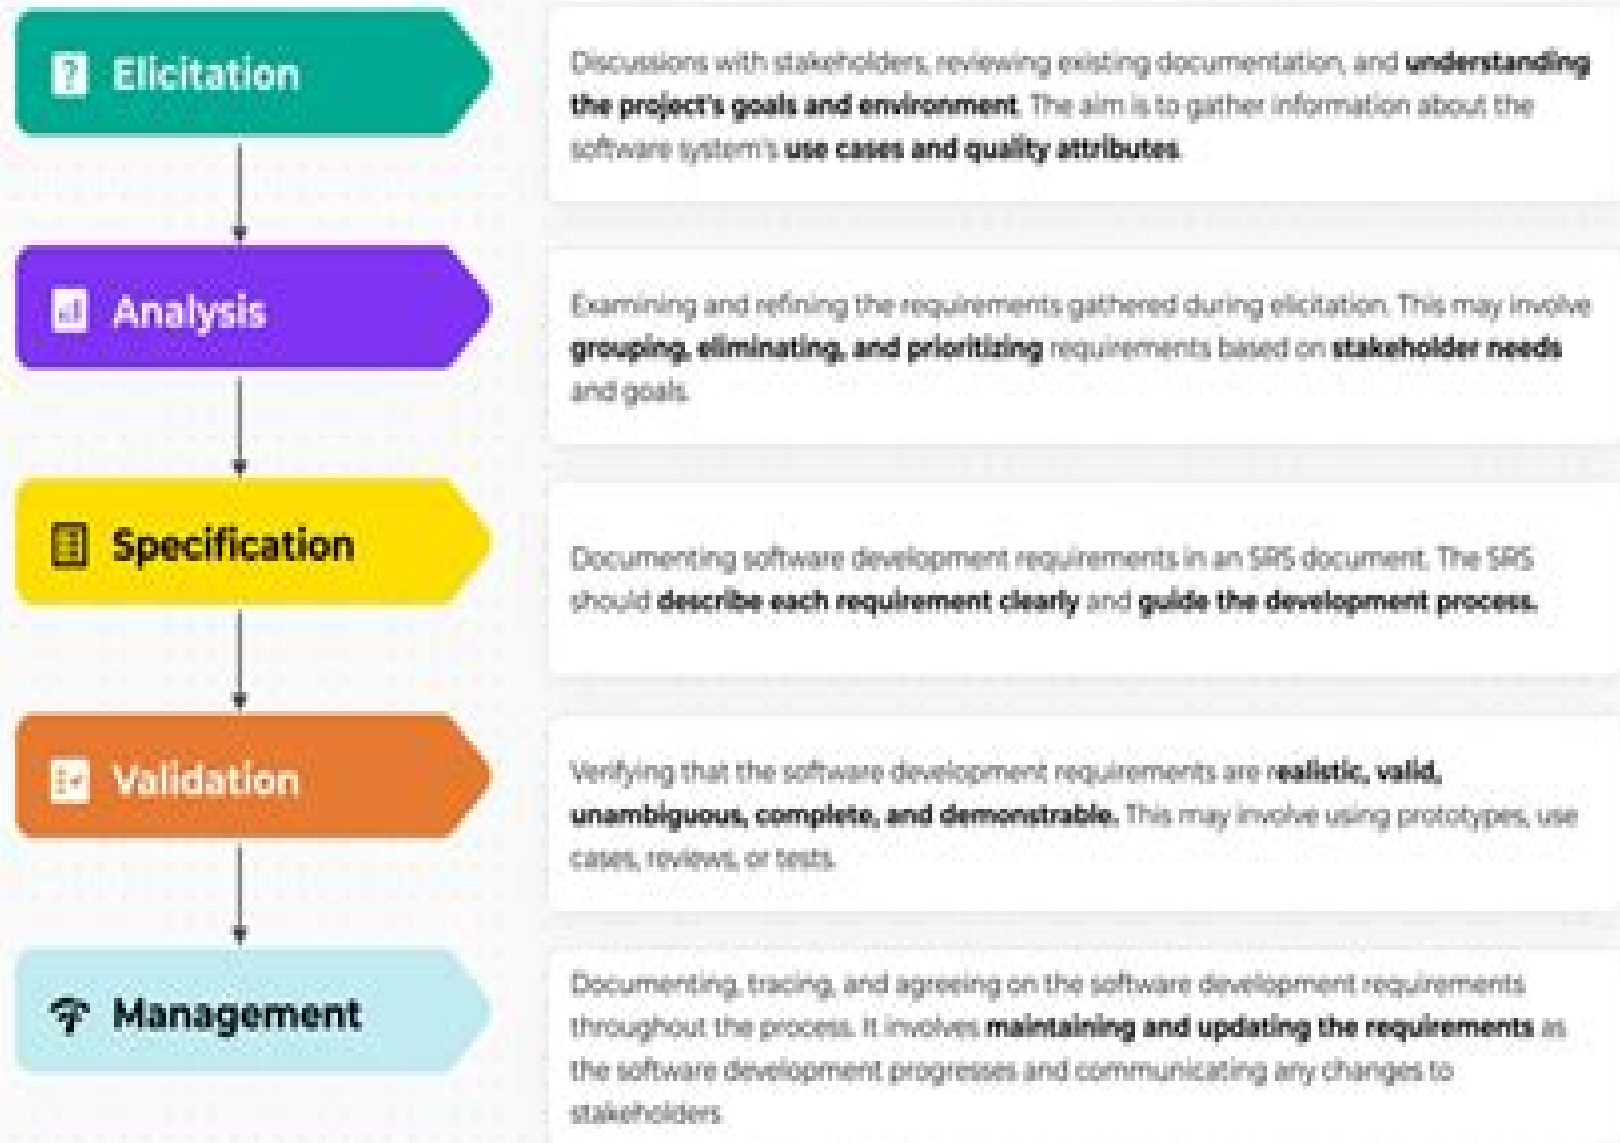 Elicitation
Discussions with stakeholders, reviewing existing documentation, and understanding
the project's goals and environment. The aim is to gather information about the
software system's use cases and quality attributes.
Analysis
Examining and refining the requirements gathered during elicitation. This may involve
grouping, eliminating, and prioritizing requirements based on stakeholder needs
and goals.
Specification
Documenting software development requirements in an SRS document. The SRS
should describe each requirement clearly and guide the development process.
Validation
Verifying that the software development requirements are realistic, valid,
unambiguous, complete, and demonstrable. This may involve using prototypes, use
cases, reviews, or tests.
Management
Documenting, tracing, and agreeing on the software development requirements
throughout the process. It involves maintaining and updating the requirements as
the software development progresses and communicating any changes to
stakeholders.